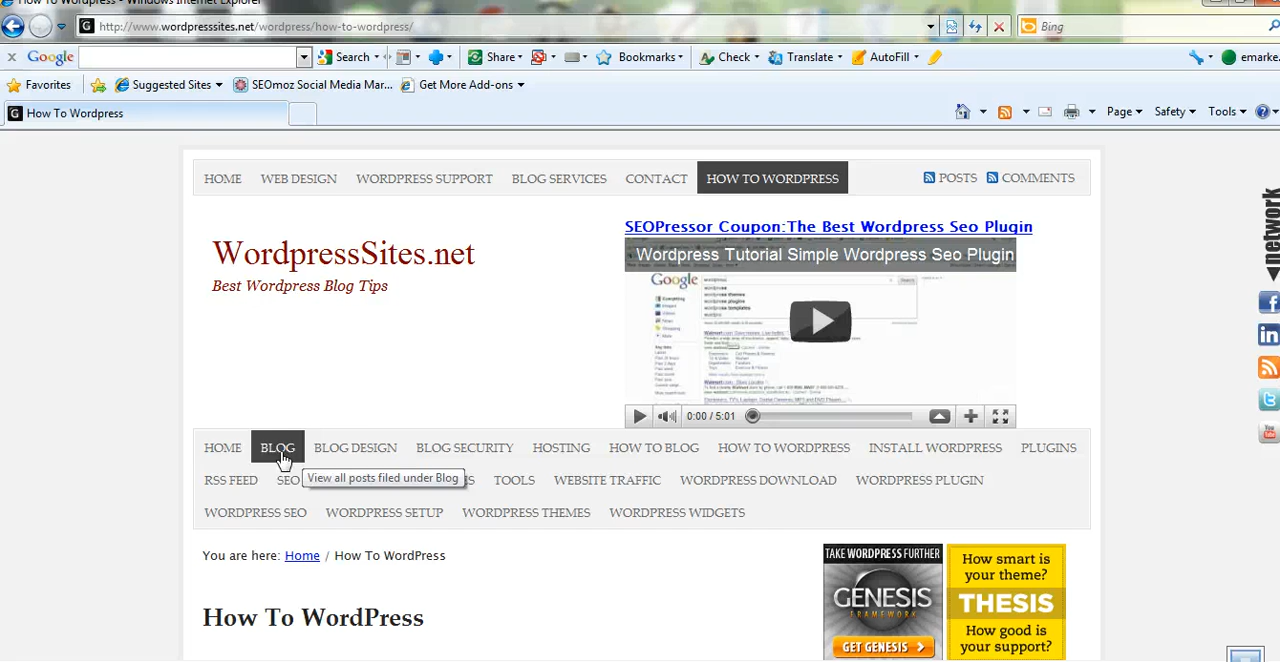 How To Wordpress - Windows Internet Explorer
http://www.wordpresssites.net/wordpress/how-to-wordpress/
Bing
x Google Search Share Bookmarks Check Translate AutoFill emarke
Favorites Suggested Sites SEOmoz Social Media Mar... Get More Add-ons
How To Wordpress Page Safety Tools
HOME WEB DESIGN WORDPRESS SUPPORT BLOG SERVICES CONTACT HOW TO WORDPRESS POSTS COMMENTS
SEOPressor Coupon:The Best Wordpress Seo Plugin
WordpressSites.net
Best Wordpress Blog Tips
Wordpress Tutorial Simple Wordpress Seo Plugin
Google
0:00 / 5:01
network
HOME BLOG BLOG DESIGN BLOG SECURITY HOSTING HOW TO BLOG HOW TO WORDPRESS INSTALL WORDPRESS PLUGINS
RSS FEED SEO View all posts filed under Blog S TOOLS WEBSITE TRAFFIC WORDPRESS DOWNLOAD WORDPRESS PLUGIN
WORDPRESS SEO WORDPRESS SETUP WORDPRESS THEMES WORDPRESS WIDGETS
You are here: Home / How To WordPress
How To WordPress
TAKE WORDPRESS FURTHER
GENESIS
FRAMEWORK
GET GENESIS
How smart is
your theme?
THESIS
How good is
your support?